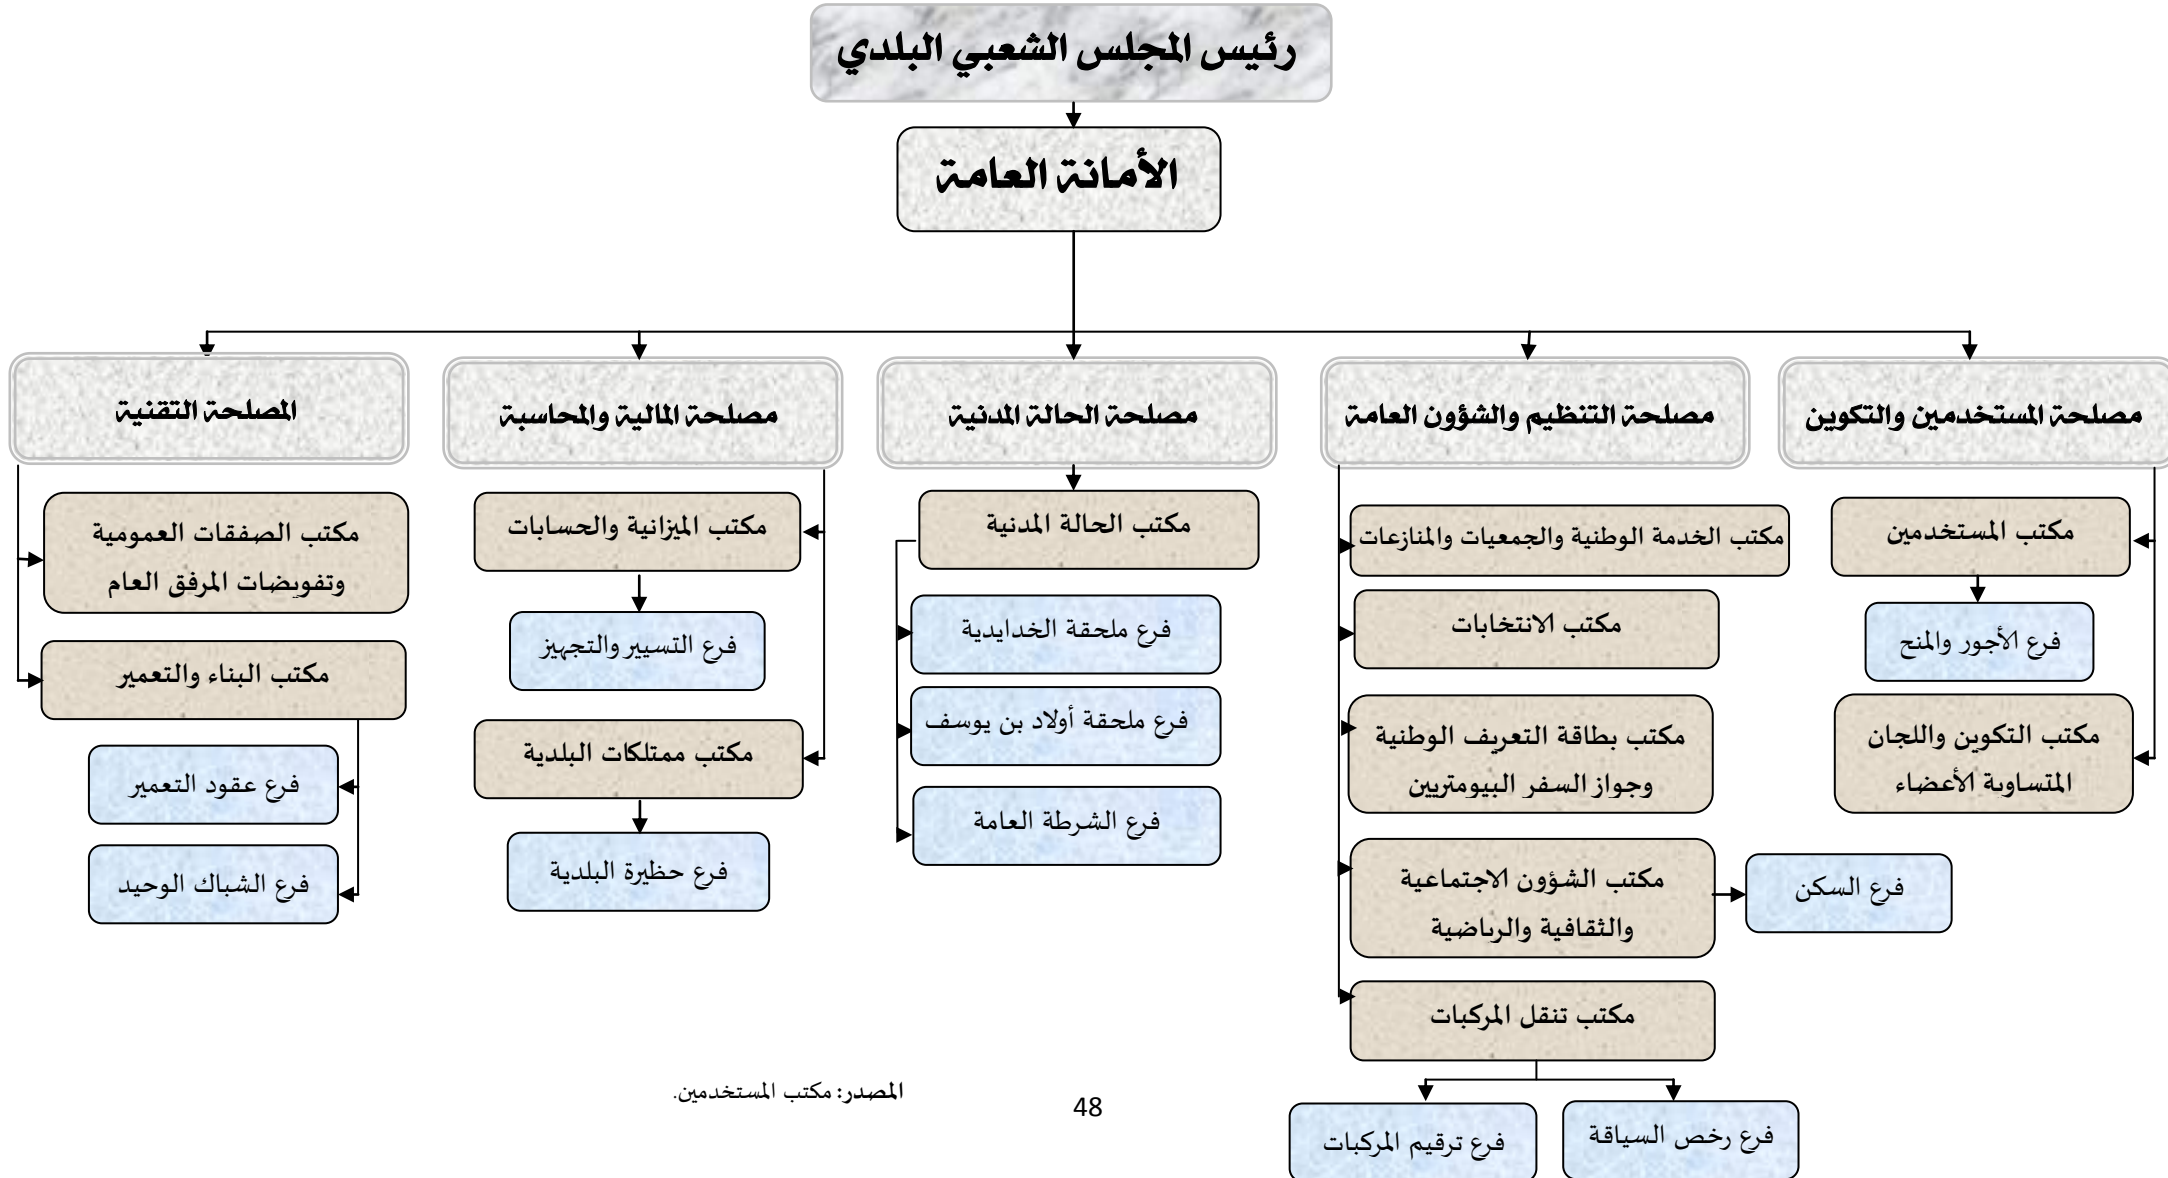 رئيس المجلس الشعبي البلدي
الأمانة العامة
مصلحة المستخدمين والتكوين
مصلحة التنظيم والشؤون العامة
مصلحة الحالة المدنية
مصلحة المالية والمحاسبة
المصلحة التقنية
مكتب المستخدمين
فرع الأجور والمنح
مكتب التكوين واللجان
المتساوية الأعضاء
مكتب الخدمة الوطنية والجمعيات والمنازعات
مكتب الانتخابات
مكتب بطاقة التعريف الوطنية
وجواز السفر البيومتريين
مكتب الشؤون الاجتماعية
والثقافية والرياضية
فرع السكن
مكتب تنقل المركبات
فرع رخص السياقة
فرع ترقيم المركبات
مكتب الحالة المدنية
فرع ملحقة الخدايدية
فرع ملحقة أولاد بن يوسف
فرع الشرطة العامة
مكتب الميزانية والحسابات
فرع التسيير والتجهيز
مكتب ممتلكات البلدية
فرع حظيرة البلدية
مكتب الصفقات العمومية
وتفويضات المرفق العام
مكتب البناء والتعمير
فرع عقود التعمير
فرع الشباك الوحيد
المصدر: مكتب المستخدمين.
48